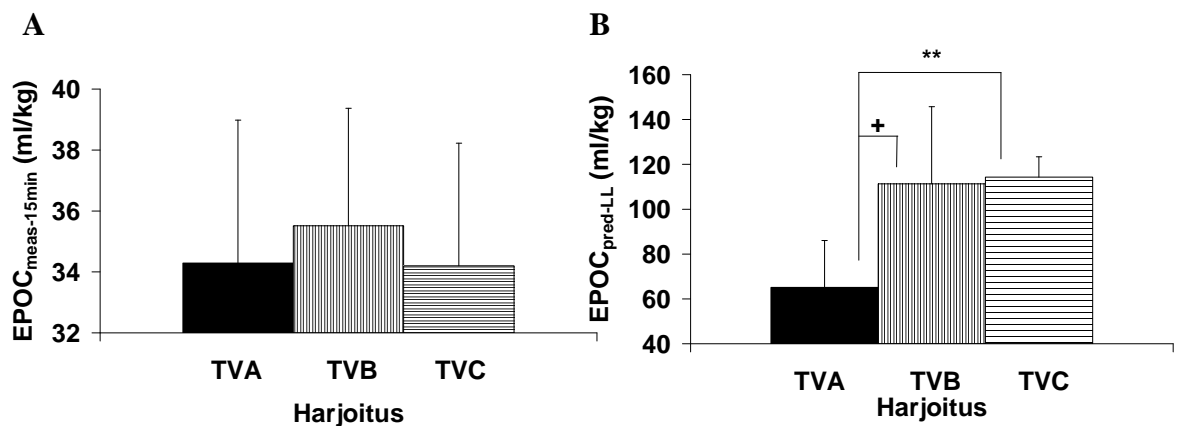 A
EPOCmeas-15min (ml/kg)
40
38
36
34
32
TVA TVB TVC
Harjoitus
B
EPOCpred-LL (ml/kg)
160
140
120
100
80
60
40
**
+
TVA TVB TVC
Harjoitus